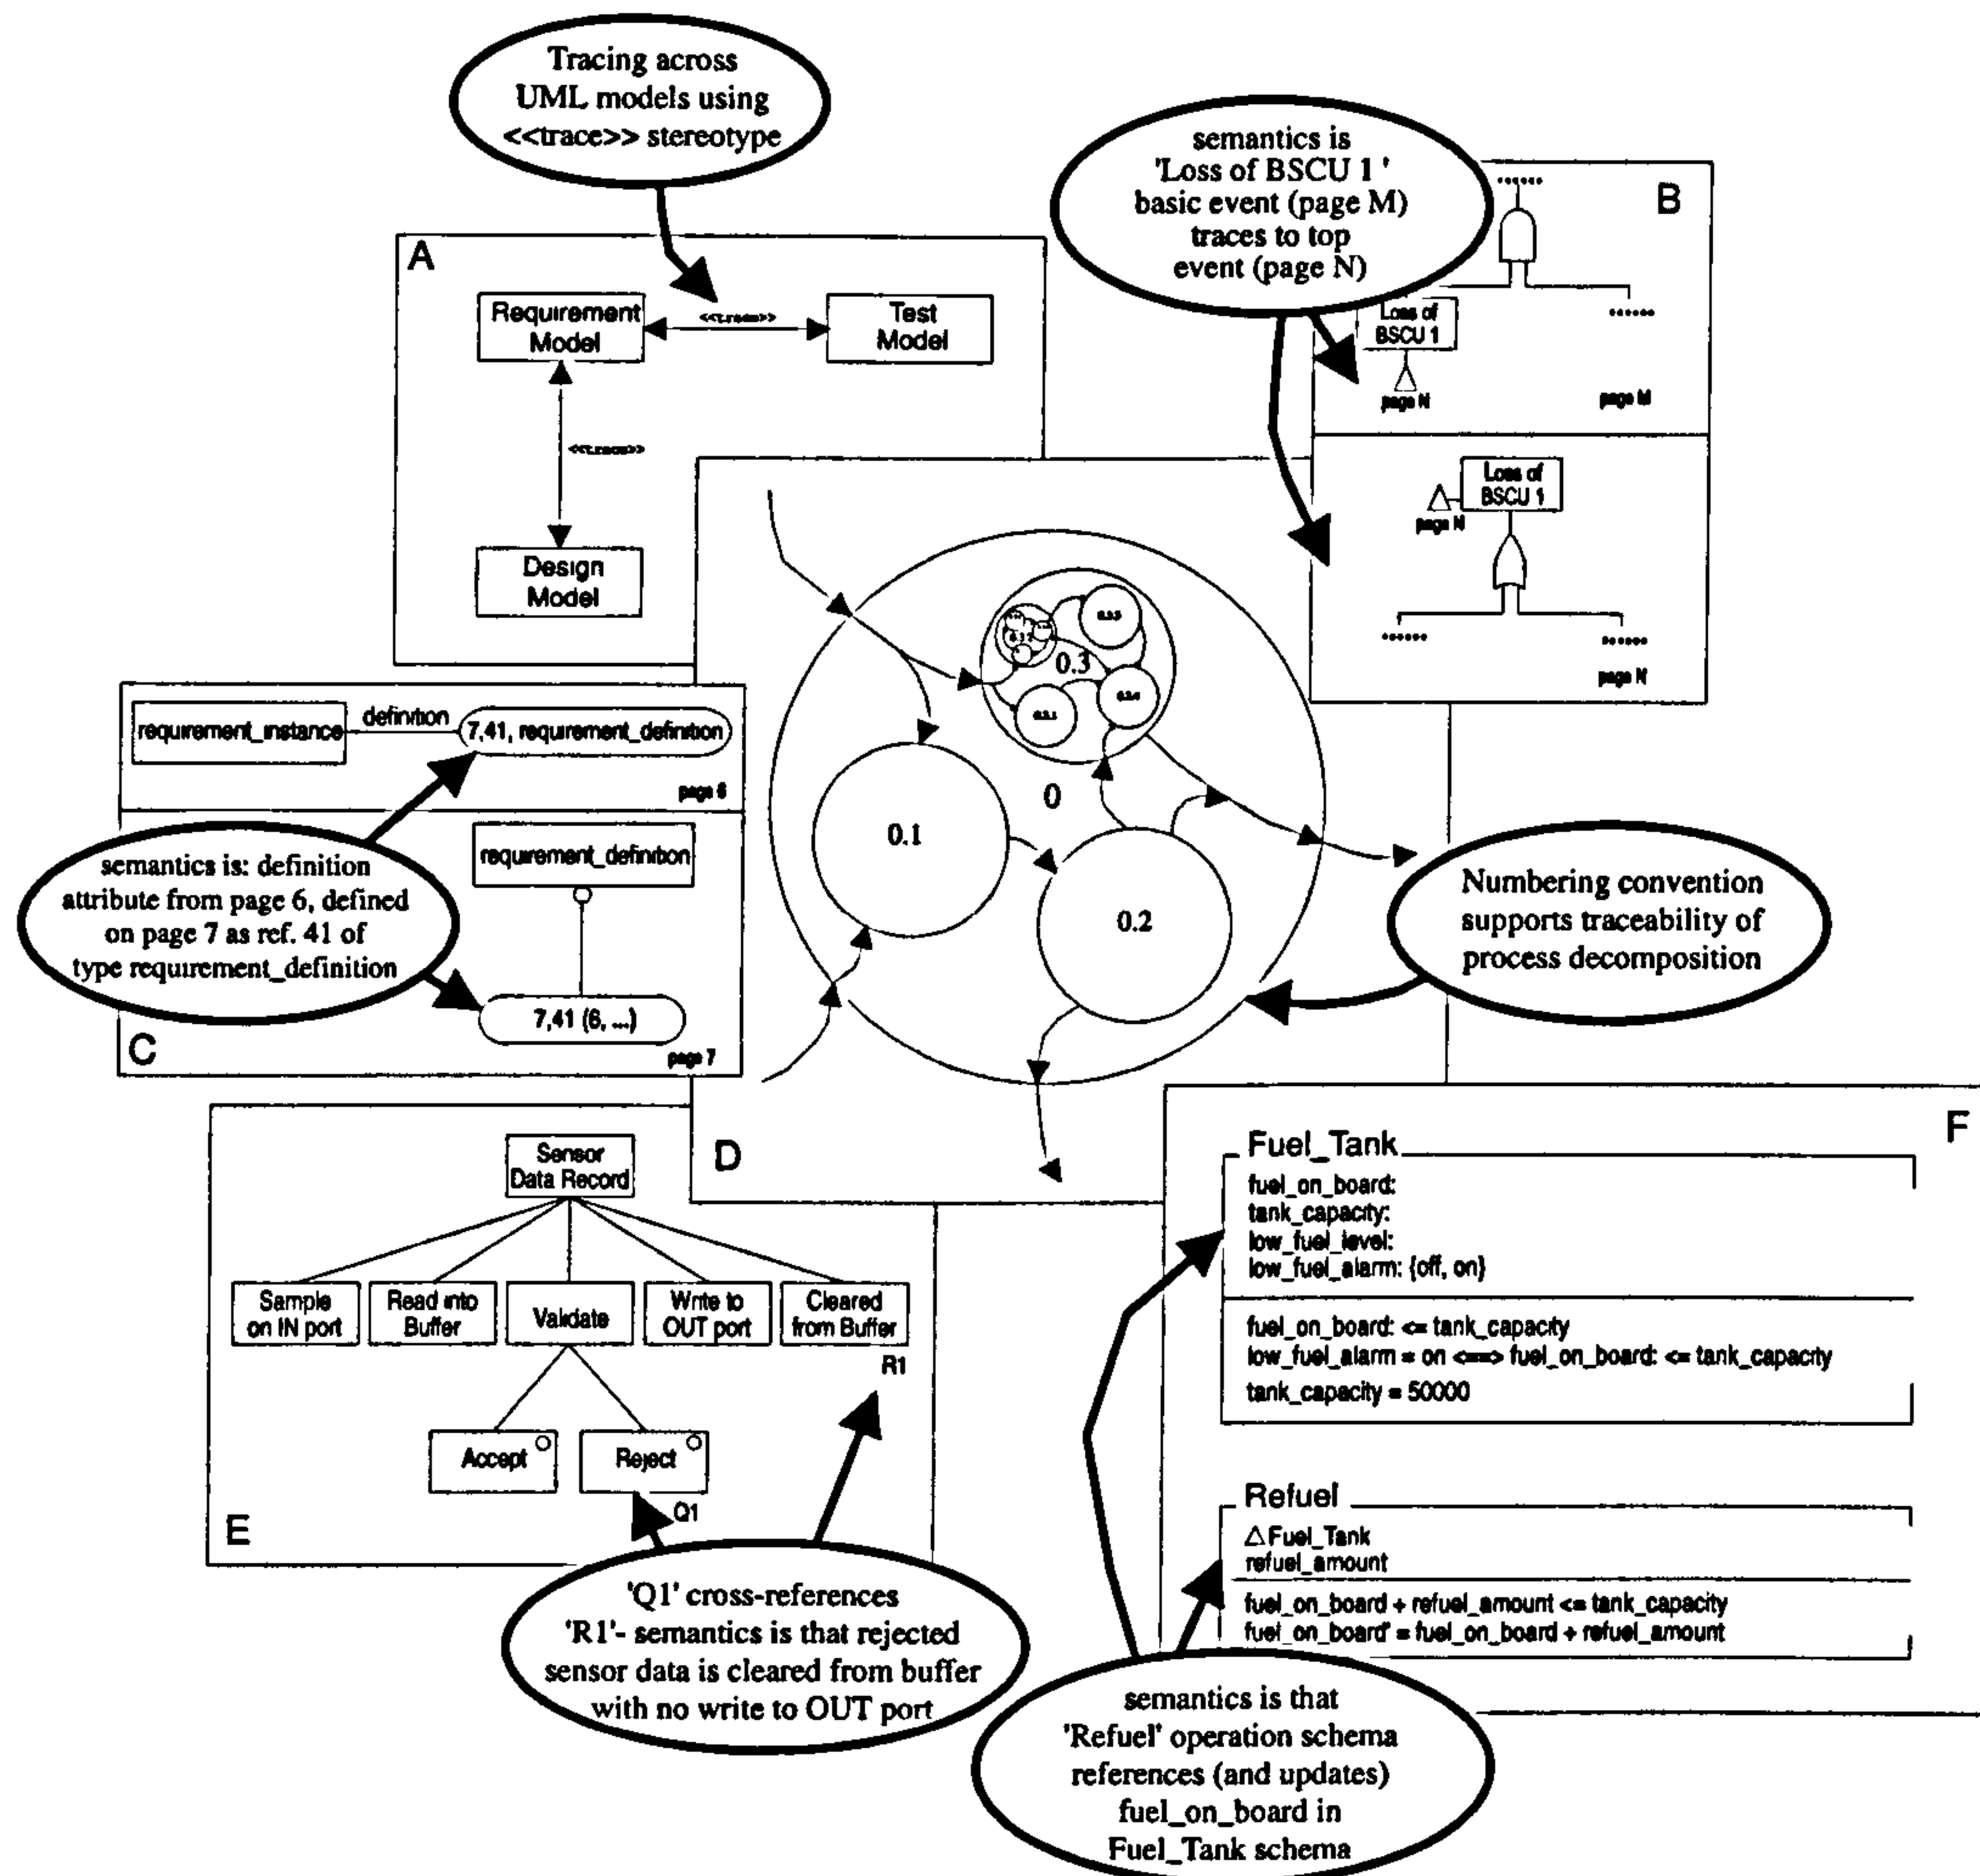 Tracing across
UML models using
<<trace>> stereotype
semantics is
'Loss of BSCU 1 '
basic event (page M)
traces to top
event (page N)
A
Requirement
Model
<<trace>>
Test
Model
<<trace>>
Design
Model
B
......
......
Loss of
BSCU 1
page N
page M
Loss of
BSCU 1
page N
......
......
page N
requirement_instance
definition
7,41, requirement_definition
page 6
requirement_definition
7,41 (6, ...)
page 7
C
semantics is: definition
attribute from page 6, defined
on page 7 as ref. 41 of
type requirement_definition
0.3
0
0.1
0.2
D
Numbering convention
supports traceability of
process decomposition
Sensor
Data Record
Sample
on IN port
Read into
Buffer
Validate
Write to
OUT port
Cleared
from Buffer
R1
Accept
Reject
Q1
E
'Q1' cross-references
'R1'- semantics is that rejected
sensor data is cleared from buffer
with no write to OUT port
F
Fuel_Tank
fuel_on_board:
tank_capacity:
low_fuel_level:
low_fuel_alarm: {off, on}
fuel_on_board: <= tank_capacity
low_fuel_alarm = on <==> fuel_on_board: <= tank_capacity
tank_capacity = 50000
Refuel
△Fuel_Tank
refuel_amount
fuel_on_board + refuel_amount <= tank_capacity
fuel_on_board' = fuel_on_board + refuel_amount
semantics is that
'Refuel' operation schema
references (and updates)
fuel_on_board in
Fuel_Tank schema